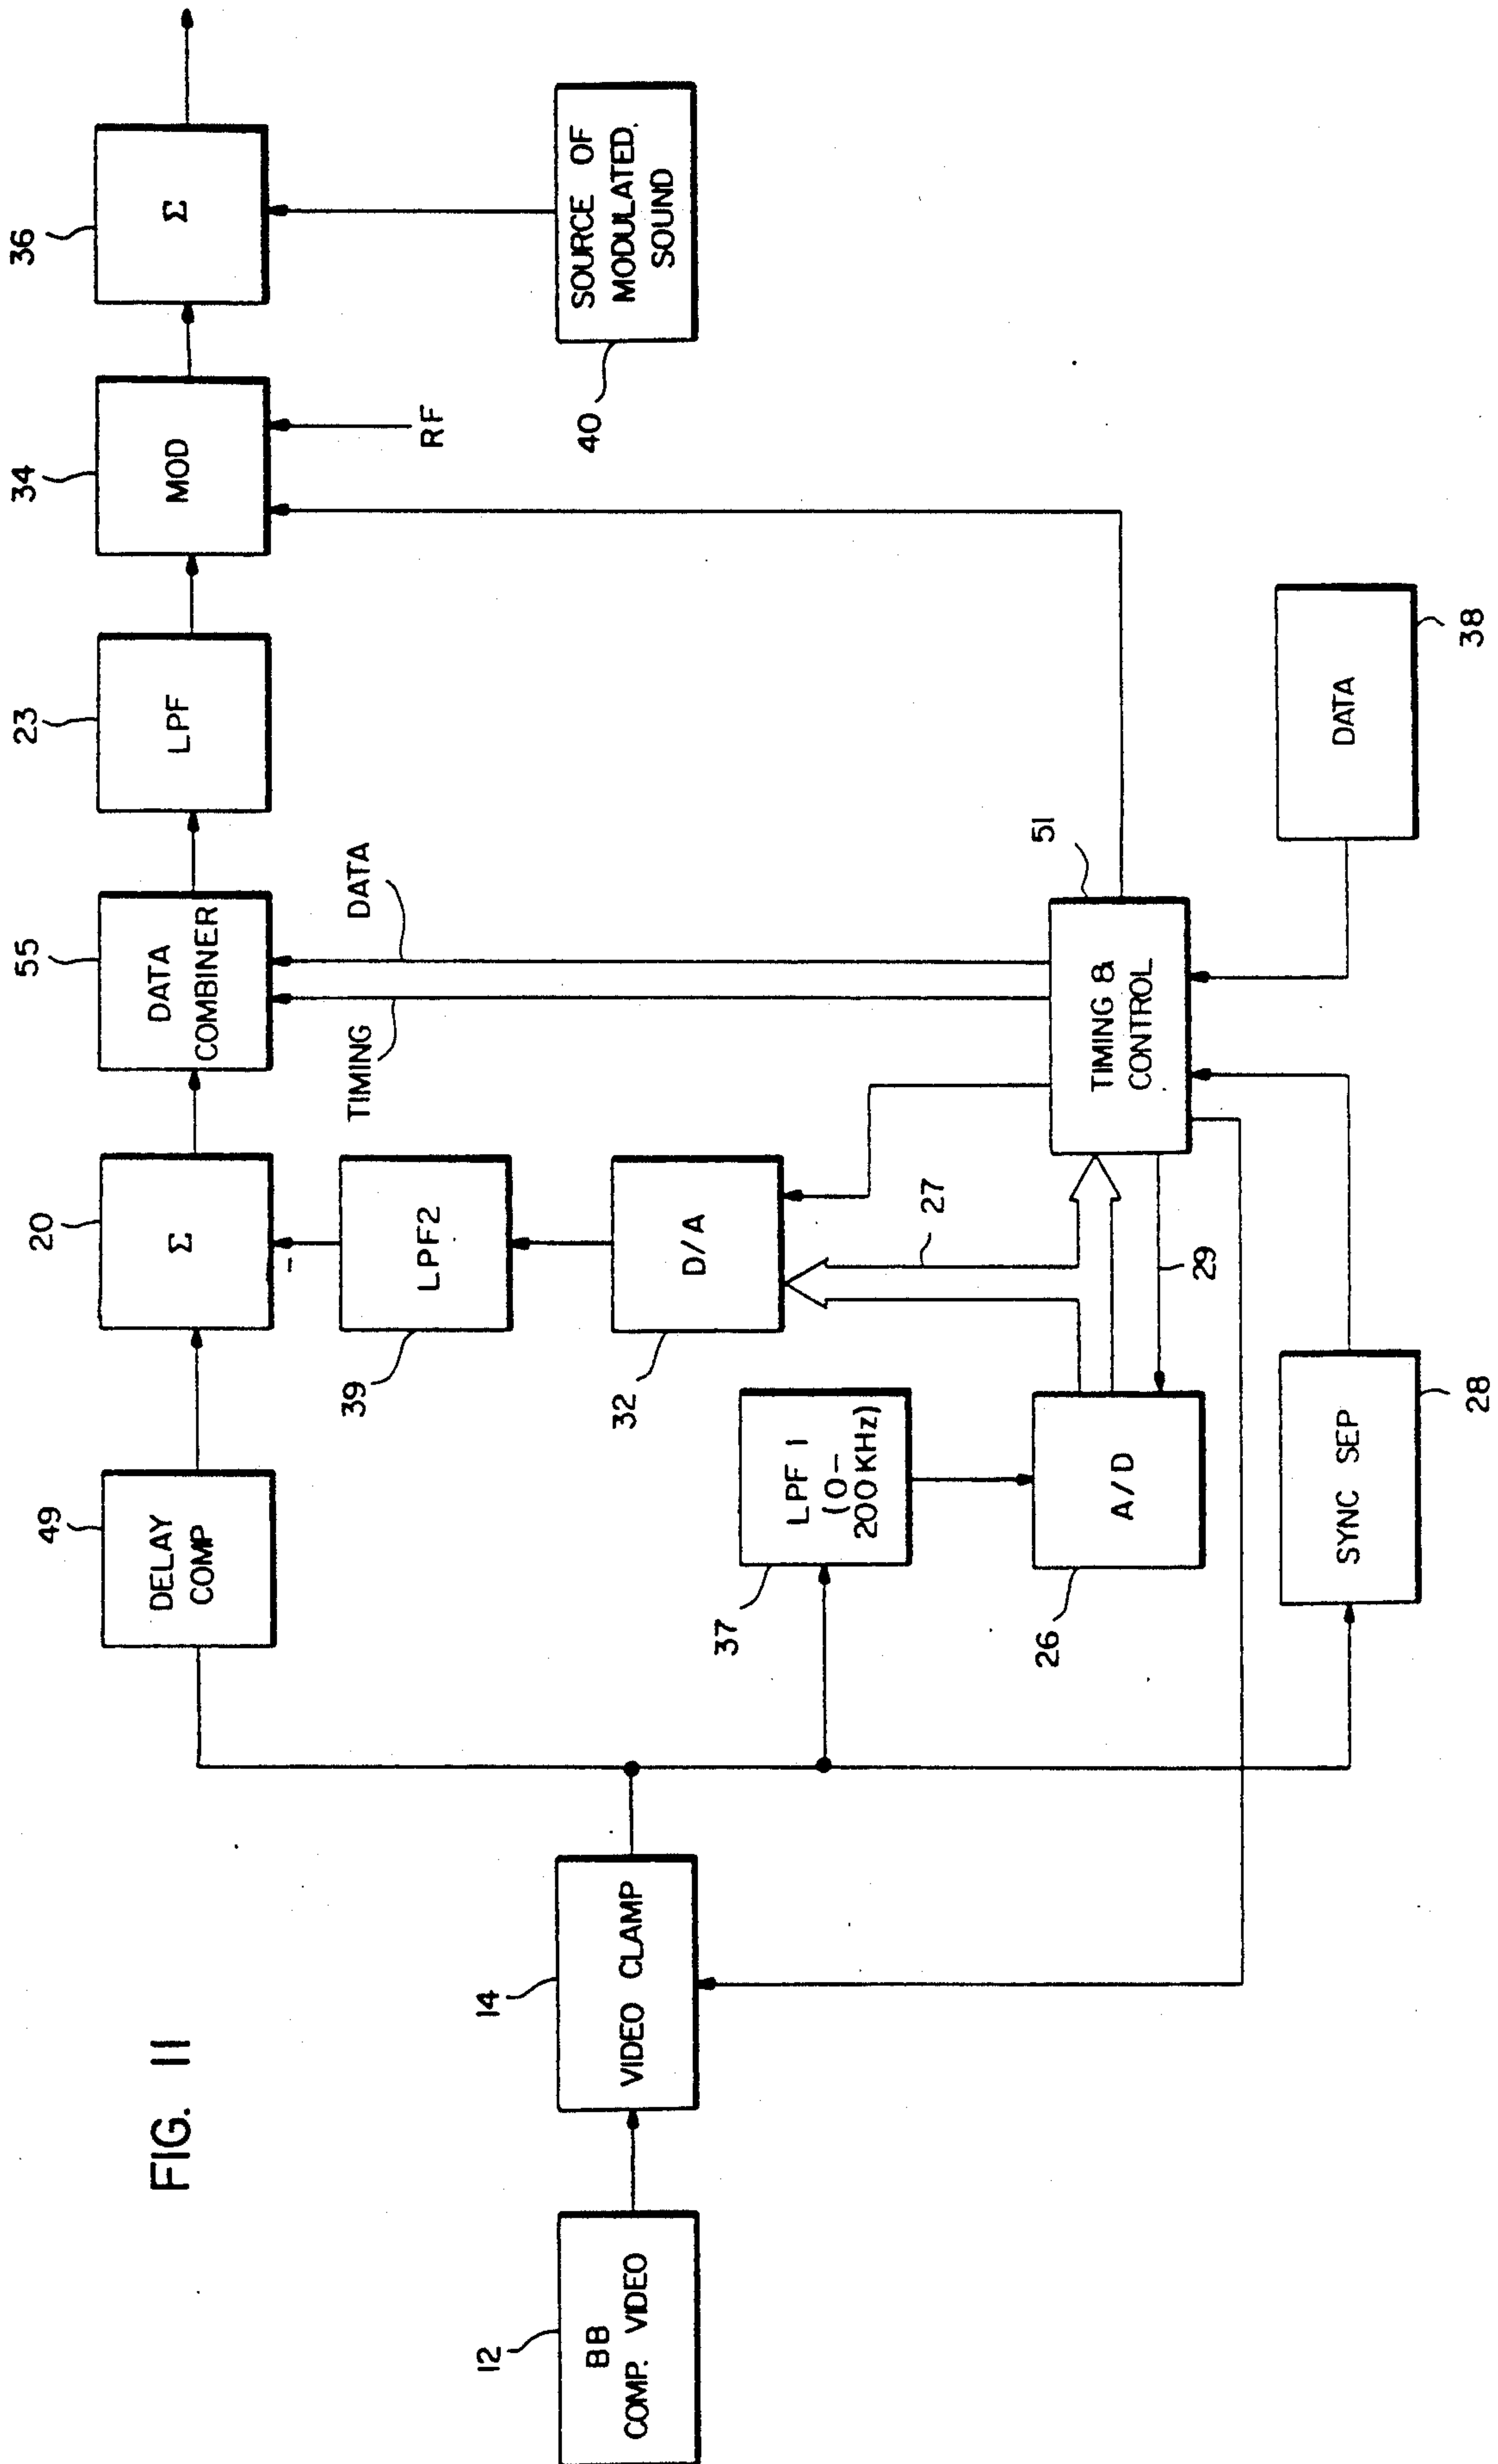 FIG. 11
12
BB
COMP. VIDEO
14
VIDEO CLAMP
49
DELAY
COMP
20
Σ
–
55
DATA
COMBINER
23
LPF
34
MOD
RF
36
Σ
SOURCE OF
MODULATED
SOUND
40
TIMING
DATA
LPF2
39
D/A
32
27
LPF 1
(0–
200KHz)
37
A/D
26
29
51
TIMING &
CONTROL
DATA
38
SYNC SEP
28